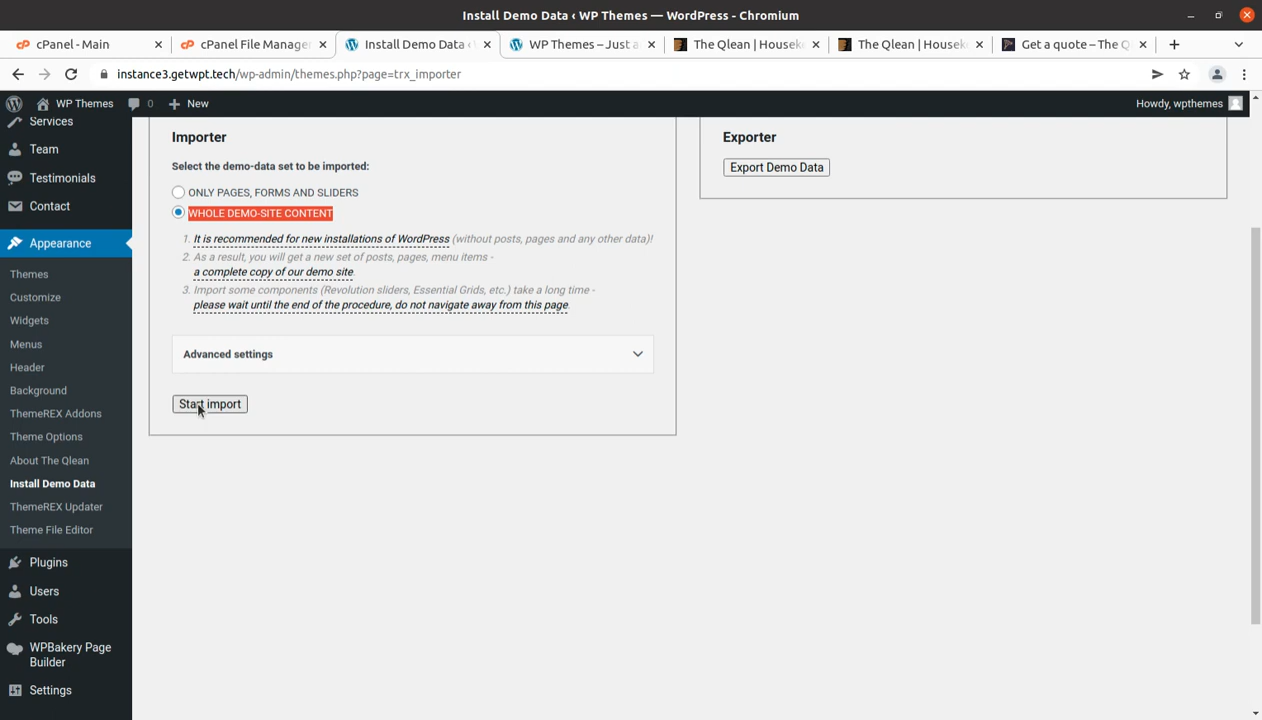 Install Demo Data ‹ WP Themes — WordPress - Chromium
cPanel - Main
cPanel File Manager
Install Demo Data ‹
WP Themes – Just a
The Qlean | House
The Qlean | House
Get a quote – The Q
instance3.getwpt.tech/wp-admin/themes.php?page=trx_importer
WP Themes
0
New
Howdy, wpthemes
Services
Team
Testimonials
Contact
Appearance
Themes
Customize
Widgets
Menus
Header
Background
ThemeREX Addons
Theme Options
About The Qlean
Install Demo Data
ThemeREX Updater
Theme File Editor
Plugins
Users
Tools
WPBakery Page
Builder
Settings
Importer
Select the demo-data set to be imported:
ONLY PAGES, FORMS AND SLIDERS
WHOLE DEMO-SITE CONTENT
1. It is recommended for new installations of WordPress (without posts, pages and any other data)!
2. As a result, you will get a new set of posts, pages, menu items -
a complete copy of our demo site.
3. Import some components (Revolution sliders, Essential Grids, etc.) take a long time -
please wait until the end of the procedure, do not navigate away from this page.
Advanced settings
Start import
Exporter
Export Demo Data